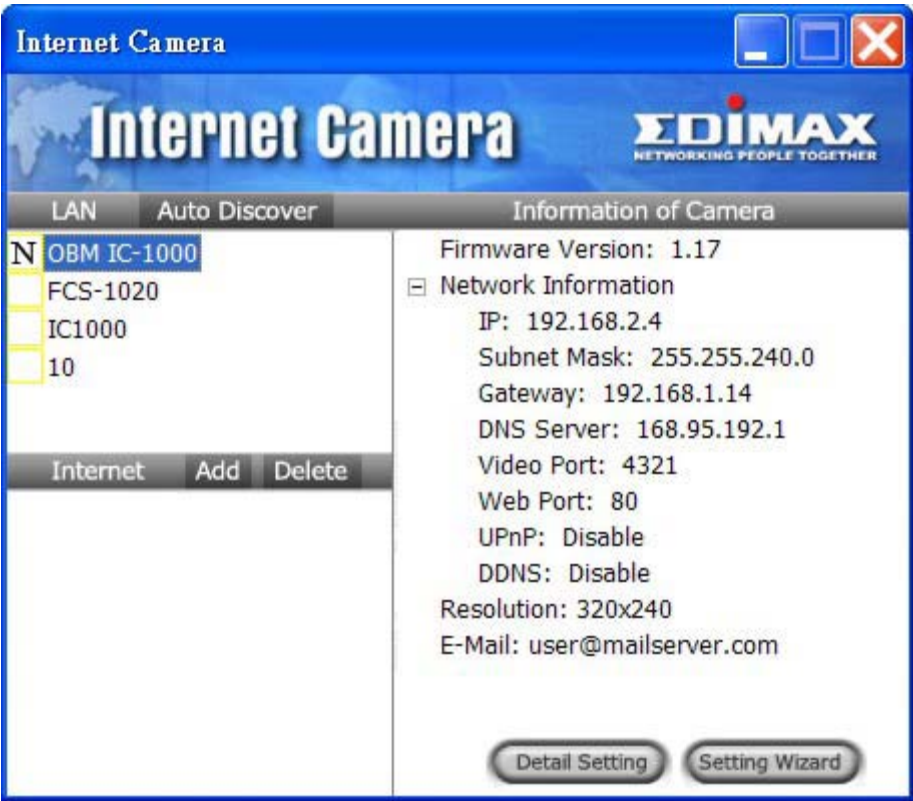 Internet Camera
Internet Camera
EDIMAX
NETWORKING PEOPLE TOGETHER
LAN Auto Discover
N OBM IC-1000
FCS-1020
IC1000
10
Internet Add Delete
Information of Camera
Firmware Version: 1.17
Network Information
IP: 192.168.2.4
Subnet Mask: 255.255.240.0
Gateway: 192.168.1.14
DNS Server: 168.95.192.1
Video Port: 4321
Web Port: 80
UPnP: Disable
DDNS: Disable
Resolution: 320x240
E-Mail: user@mailserver.com
Detail Setting Setting Wizard